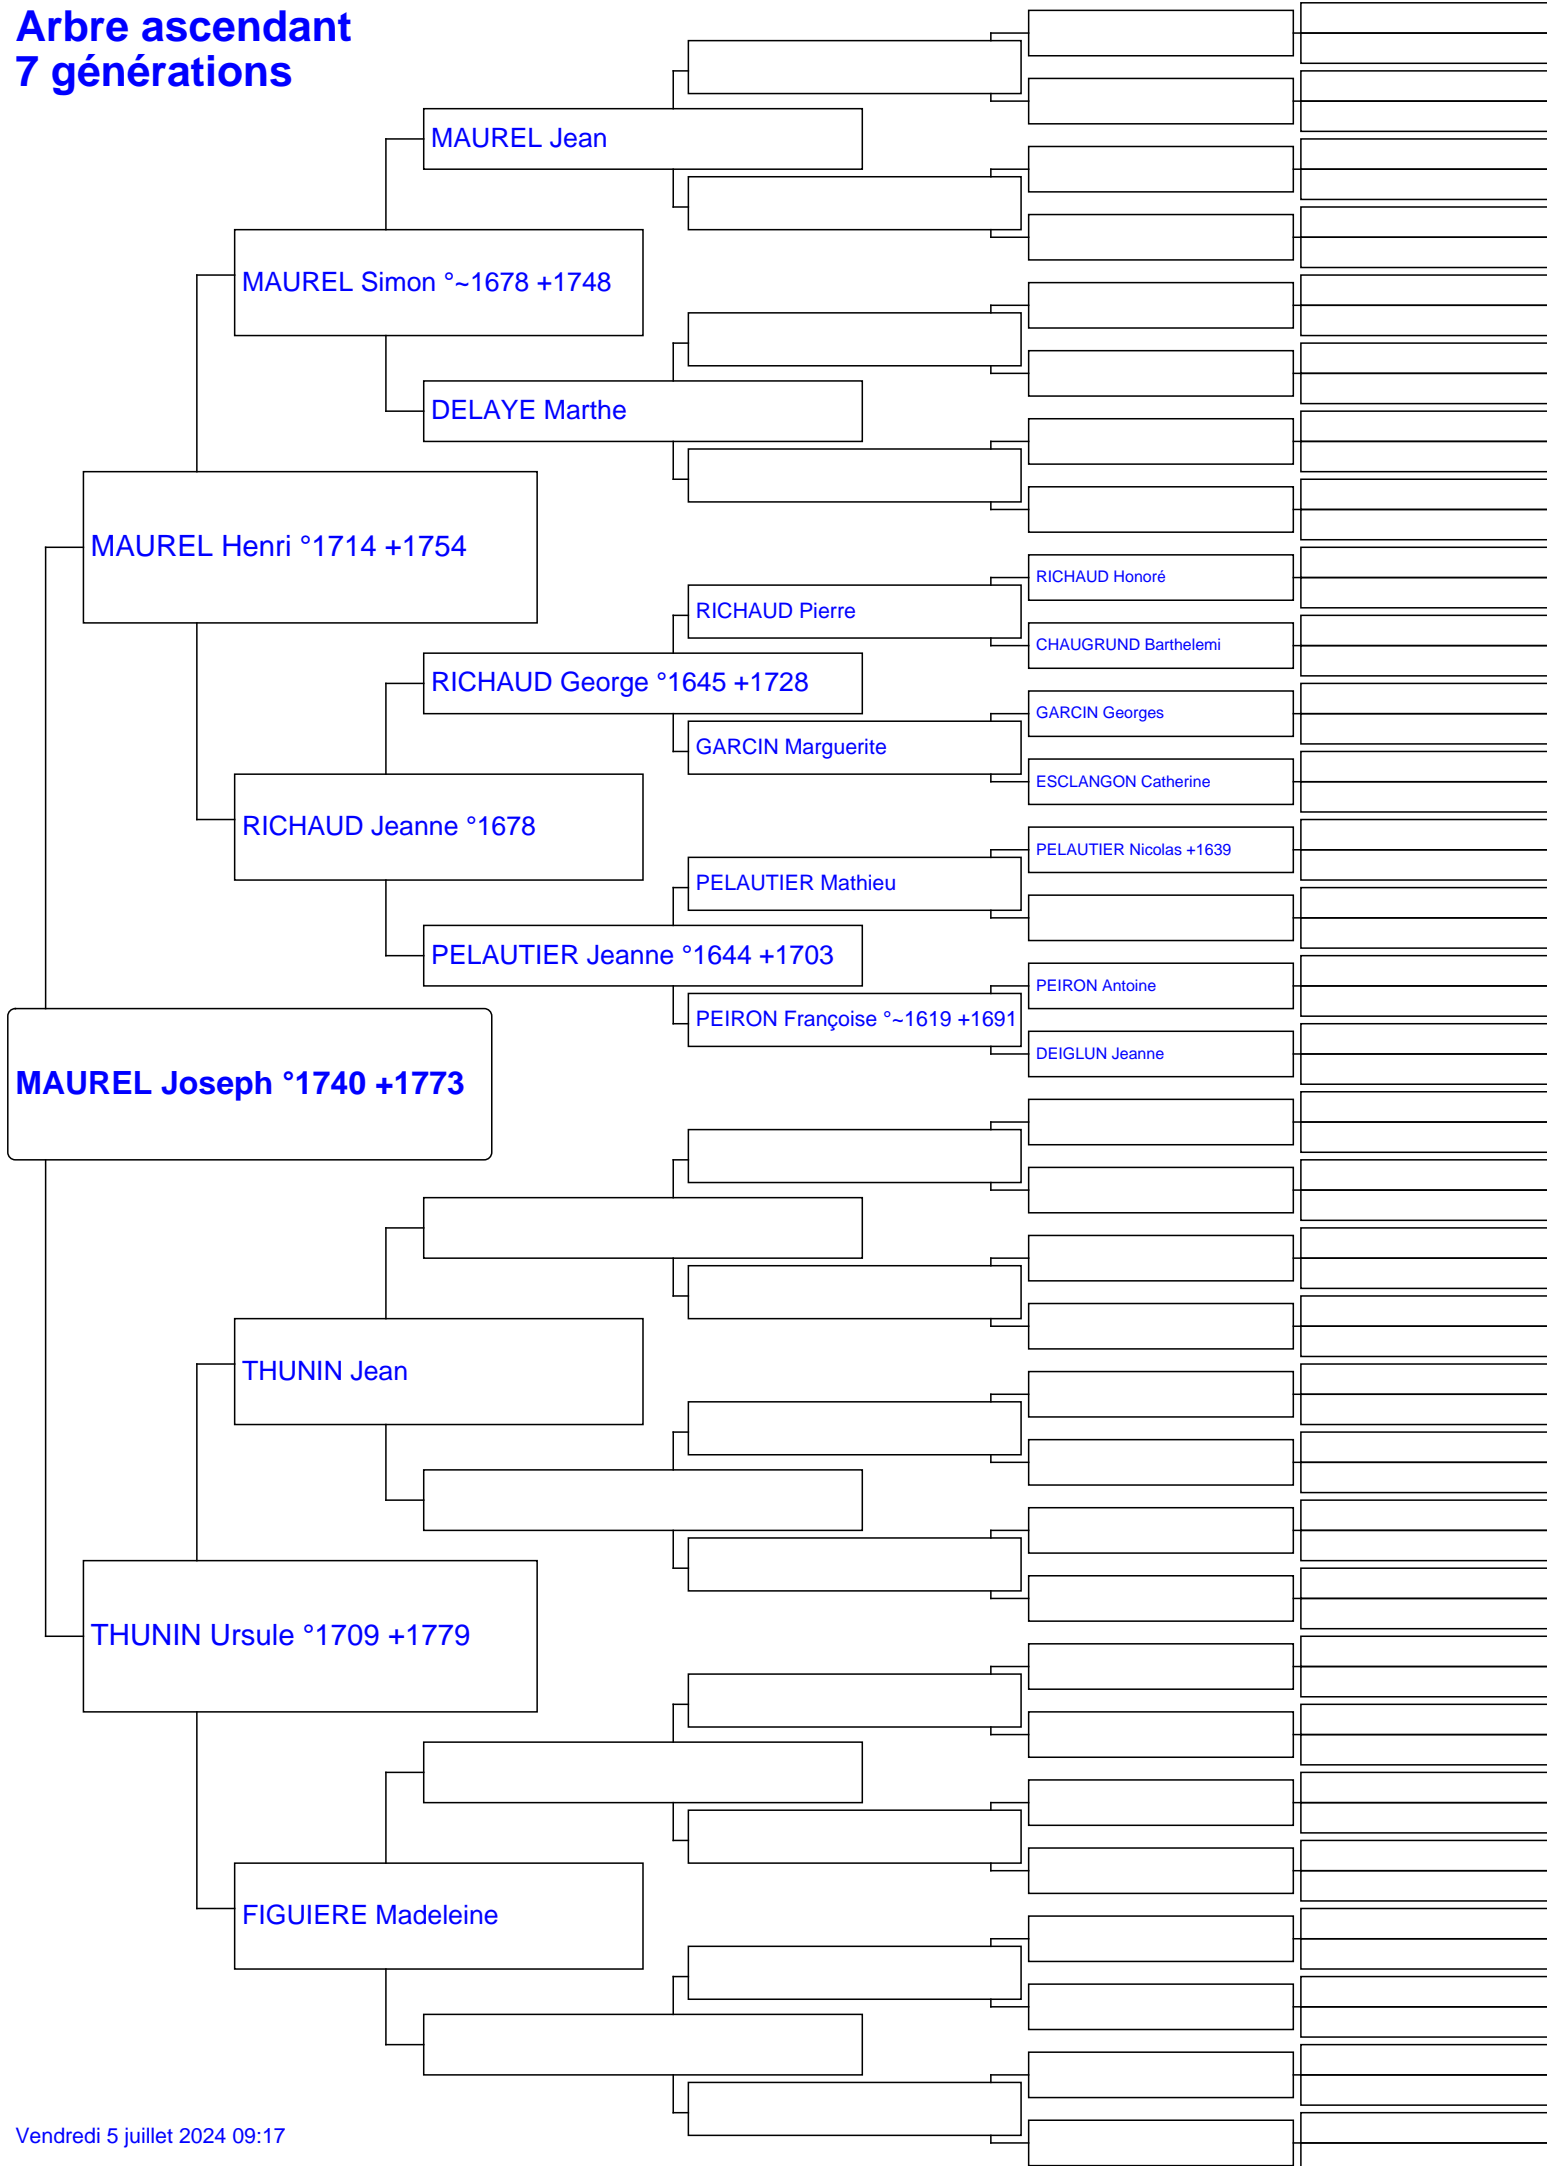 Arbre ascendant
7 générations
MAUREL Jean
MAUREL Simon °~1678 +1748
DELAYE Marthe
MAUREL Henri °1714 +1754
RICHAUD Honoré
RICHAUD Pierre
CHAUGRUND Barthelemi
RICHAUD George °1645 +1728
GARCIN Georges
GARCIN Marguerite
ESCLANGON Catherine
RICHAUD Jeanne °1678
PELAUTIER Nicolas +1639
PELAUTIER Mathieu
PELAUTIER Jeanne °1644 +1703
PEIRON Antoine
PEIRON Françoise °~1619 +1691
DEIGLUN Jeanne
MAUREL Joseph °1740 +1773
THUNIN Jean
THUNIN Ursule °1709 +1779
FIGUIERE Madeleine
Vendredi 5 juillet 2024 09:17